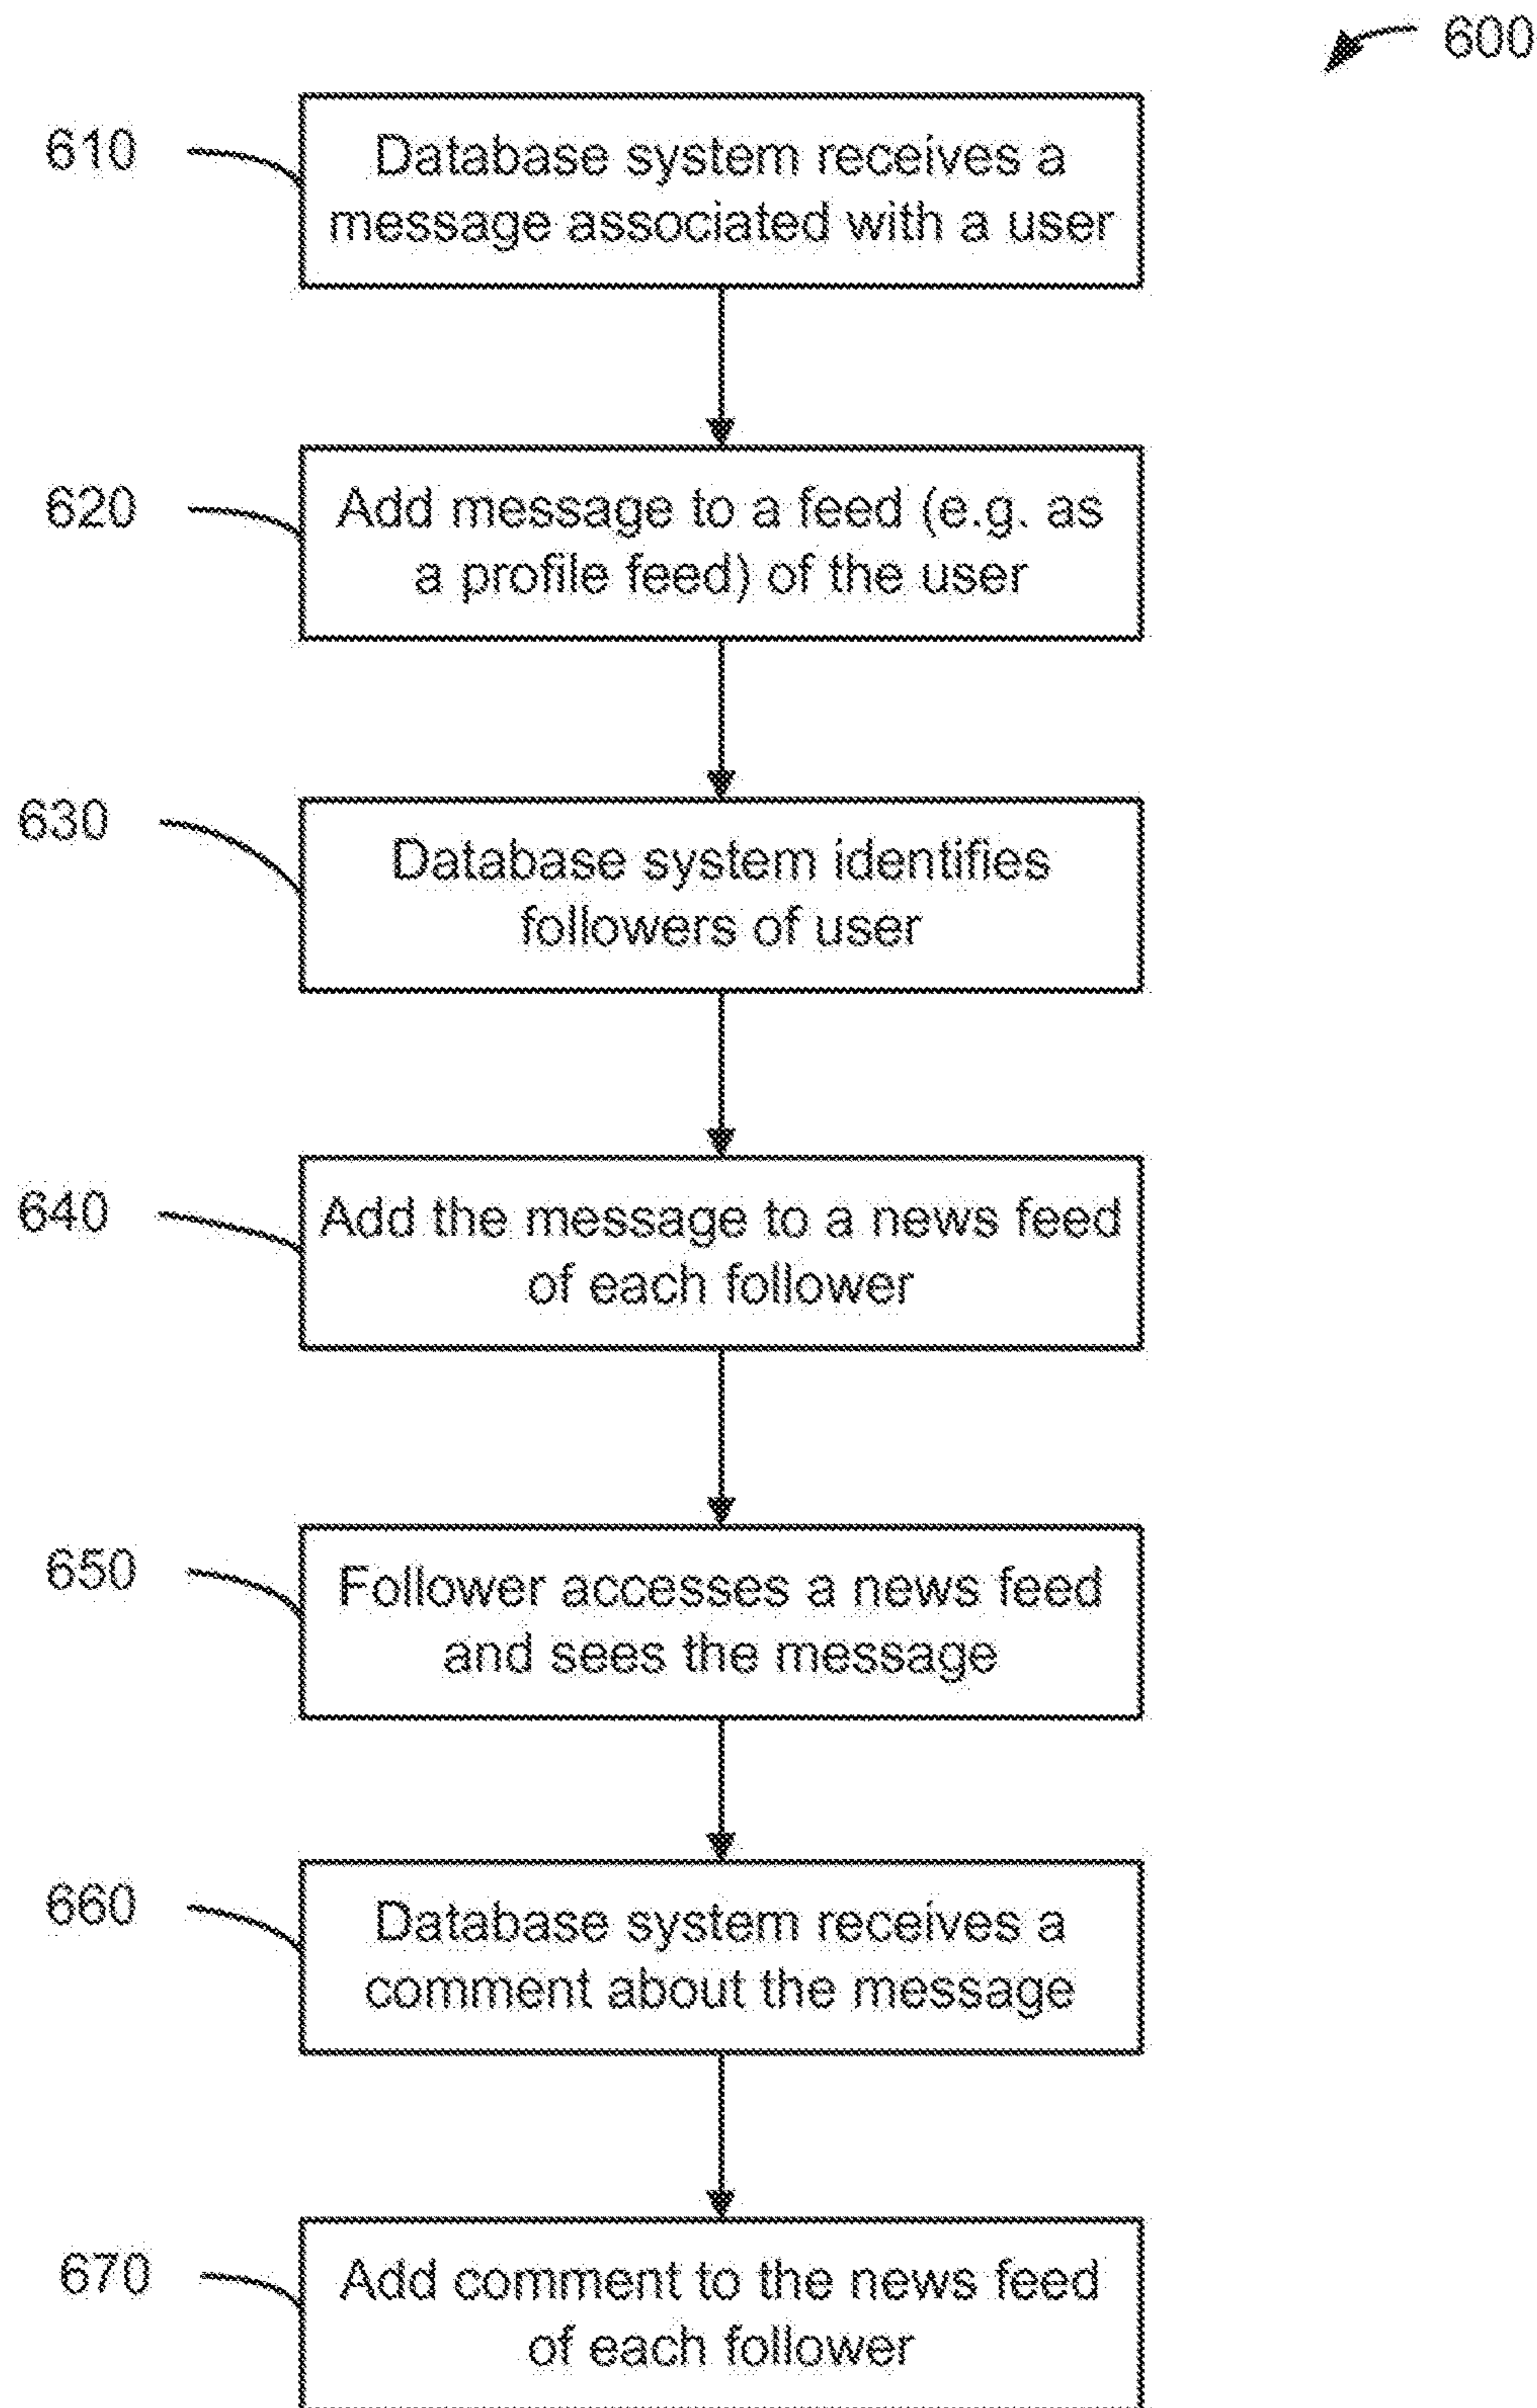 600
610
Database system receives a
message associated with a user
620
Add message to a feed (e.g. as
a profile feed) of the user
630
Database system identifies
followers of user
640
Add the message to a news feed
of each follower
650
Follower accesses a news feed
and sees the message
660
Database system receives a
comment about the message
670
Add comment to the news feed
of each follower